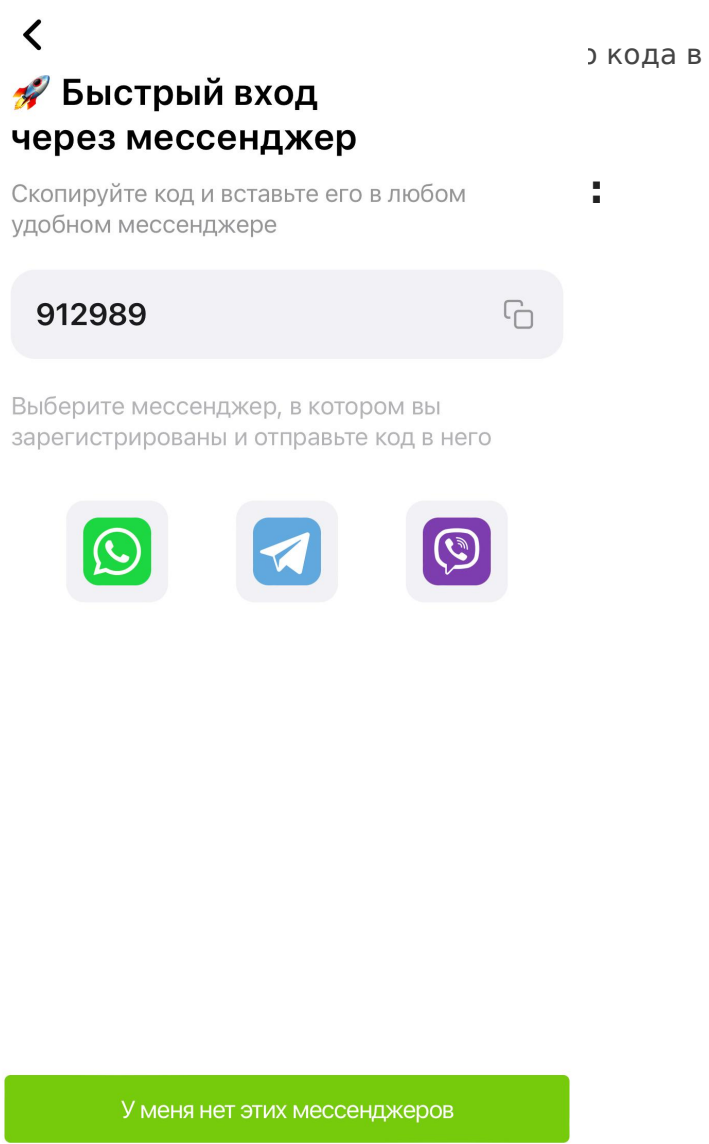 🚀 Быстрый вход
через мессенджер
Скопируйте код и вставьте его в любом
удобном мессенджере
912989
Выберите мессенджер, в котором вы
зарегистрированы и отправьте код в него
У меня нет этих мессенджеров
кода в
: